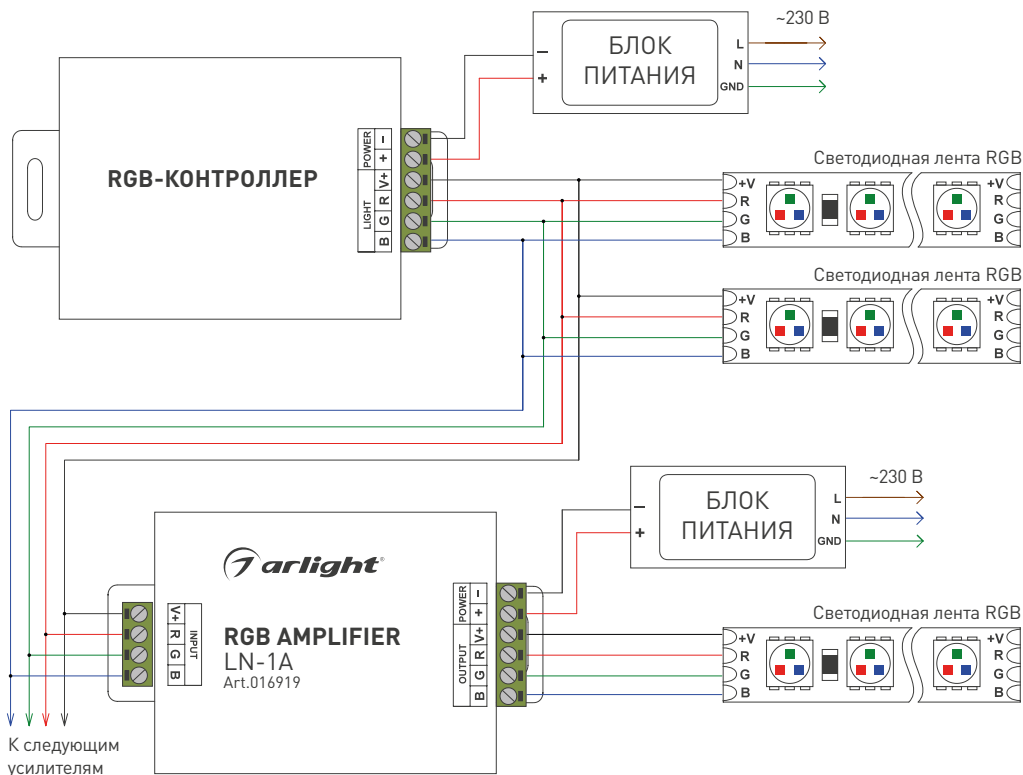 ~230 В
БЛОК
ПИТАНИЯ
–
+
L
N
GND
RGB-КОНТРОЛЛЕР
POWER
–
+
LIGHT
V+
R
G
B
Светодиодная лента RGB
+V
R
G
B
+V
R
G
B
Светодиодная лента RGB
+V
R
G
B
+V
R
G
B
~230 В
БЛОК
ПИТАНИЯ
–
+
L
N
GND
arlight®
RGB AMPLIFIER
LN-1A
Art.016919
V+
R
G
B
INPUT
POWER
–
+
OUTPUT
V+
R
G
B
Светодиодная лента RGB
+V
R
G
B
+V
R
G
B
К следующим
усилителям